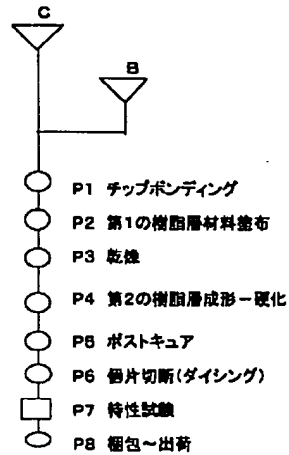 C
B
P1 チップボンディング
P2 第1の樹脂層材料塗布
P3 乾燥
P4 第2の樹脂層成形－硬化
P5 ポストキュア
P6 個片切断(ダイシング)
P7 特性試験
P8 梱包～出荷